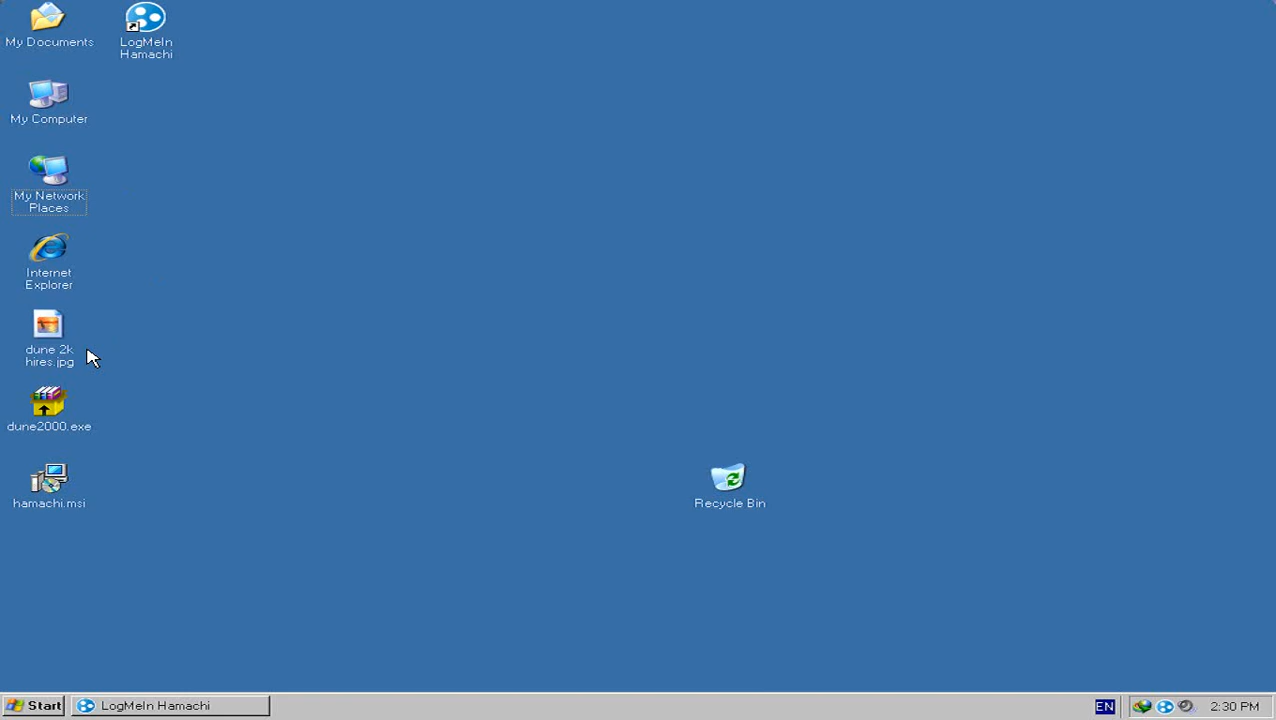 My Documents
LogMeIn
Hamachi
My Computer
My Network
Places
Internet
Explorer
dune 2k
hires.jpg
dune2000.exe
hamachi.msi
Recycle Bin
Start
LogMeIn Hamachi
EN
2:30 PM